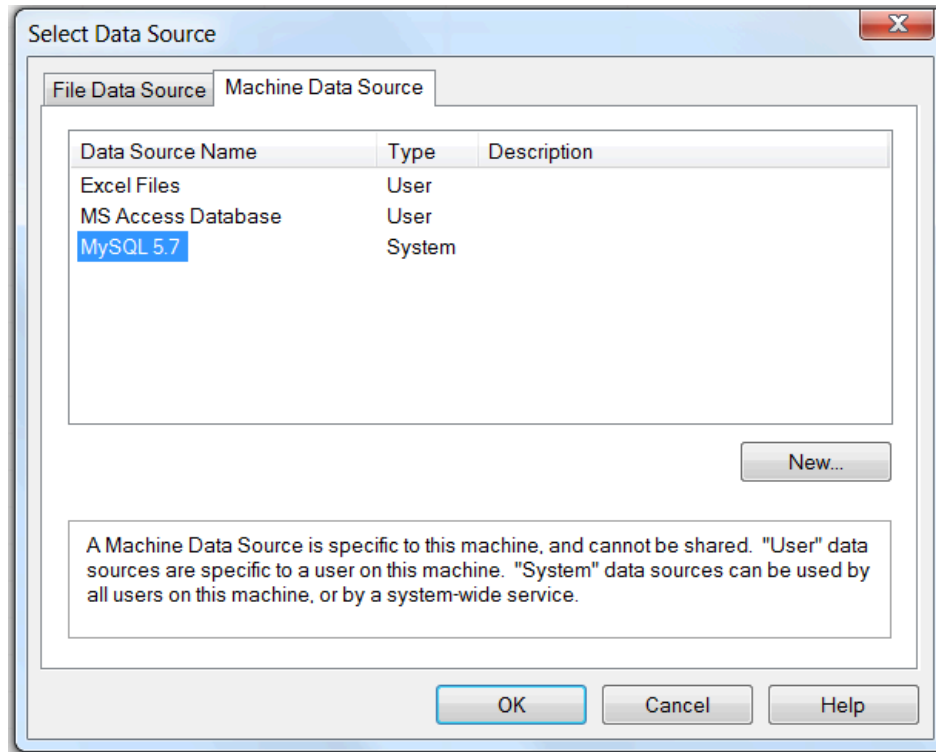 Select Data Source
File Data Source Machine Data Source
Data Source Name Type Description
Excel Files User
MS Access Database User
MySQL 5.7 System
New...
A Machine Data Source is specific to this machine, and cannot be shared. "User" data
sources are specific to a user on this machine. "System" data sources can be used by
all users on this machine, or by a system-wide service.
OK Cancel Help